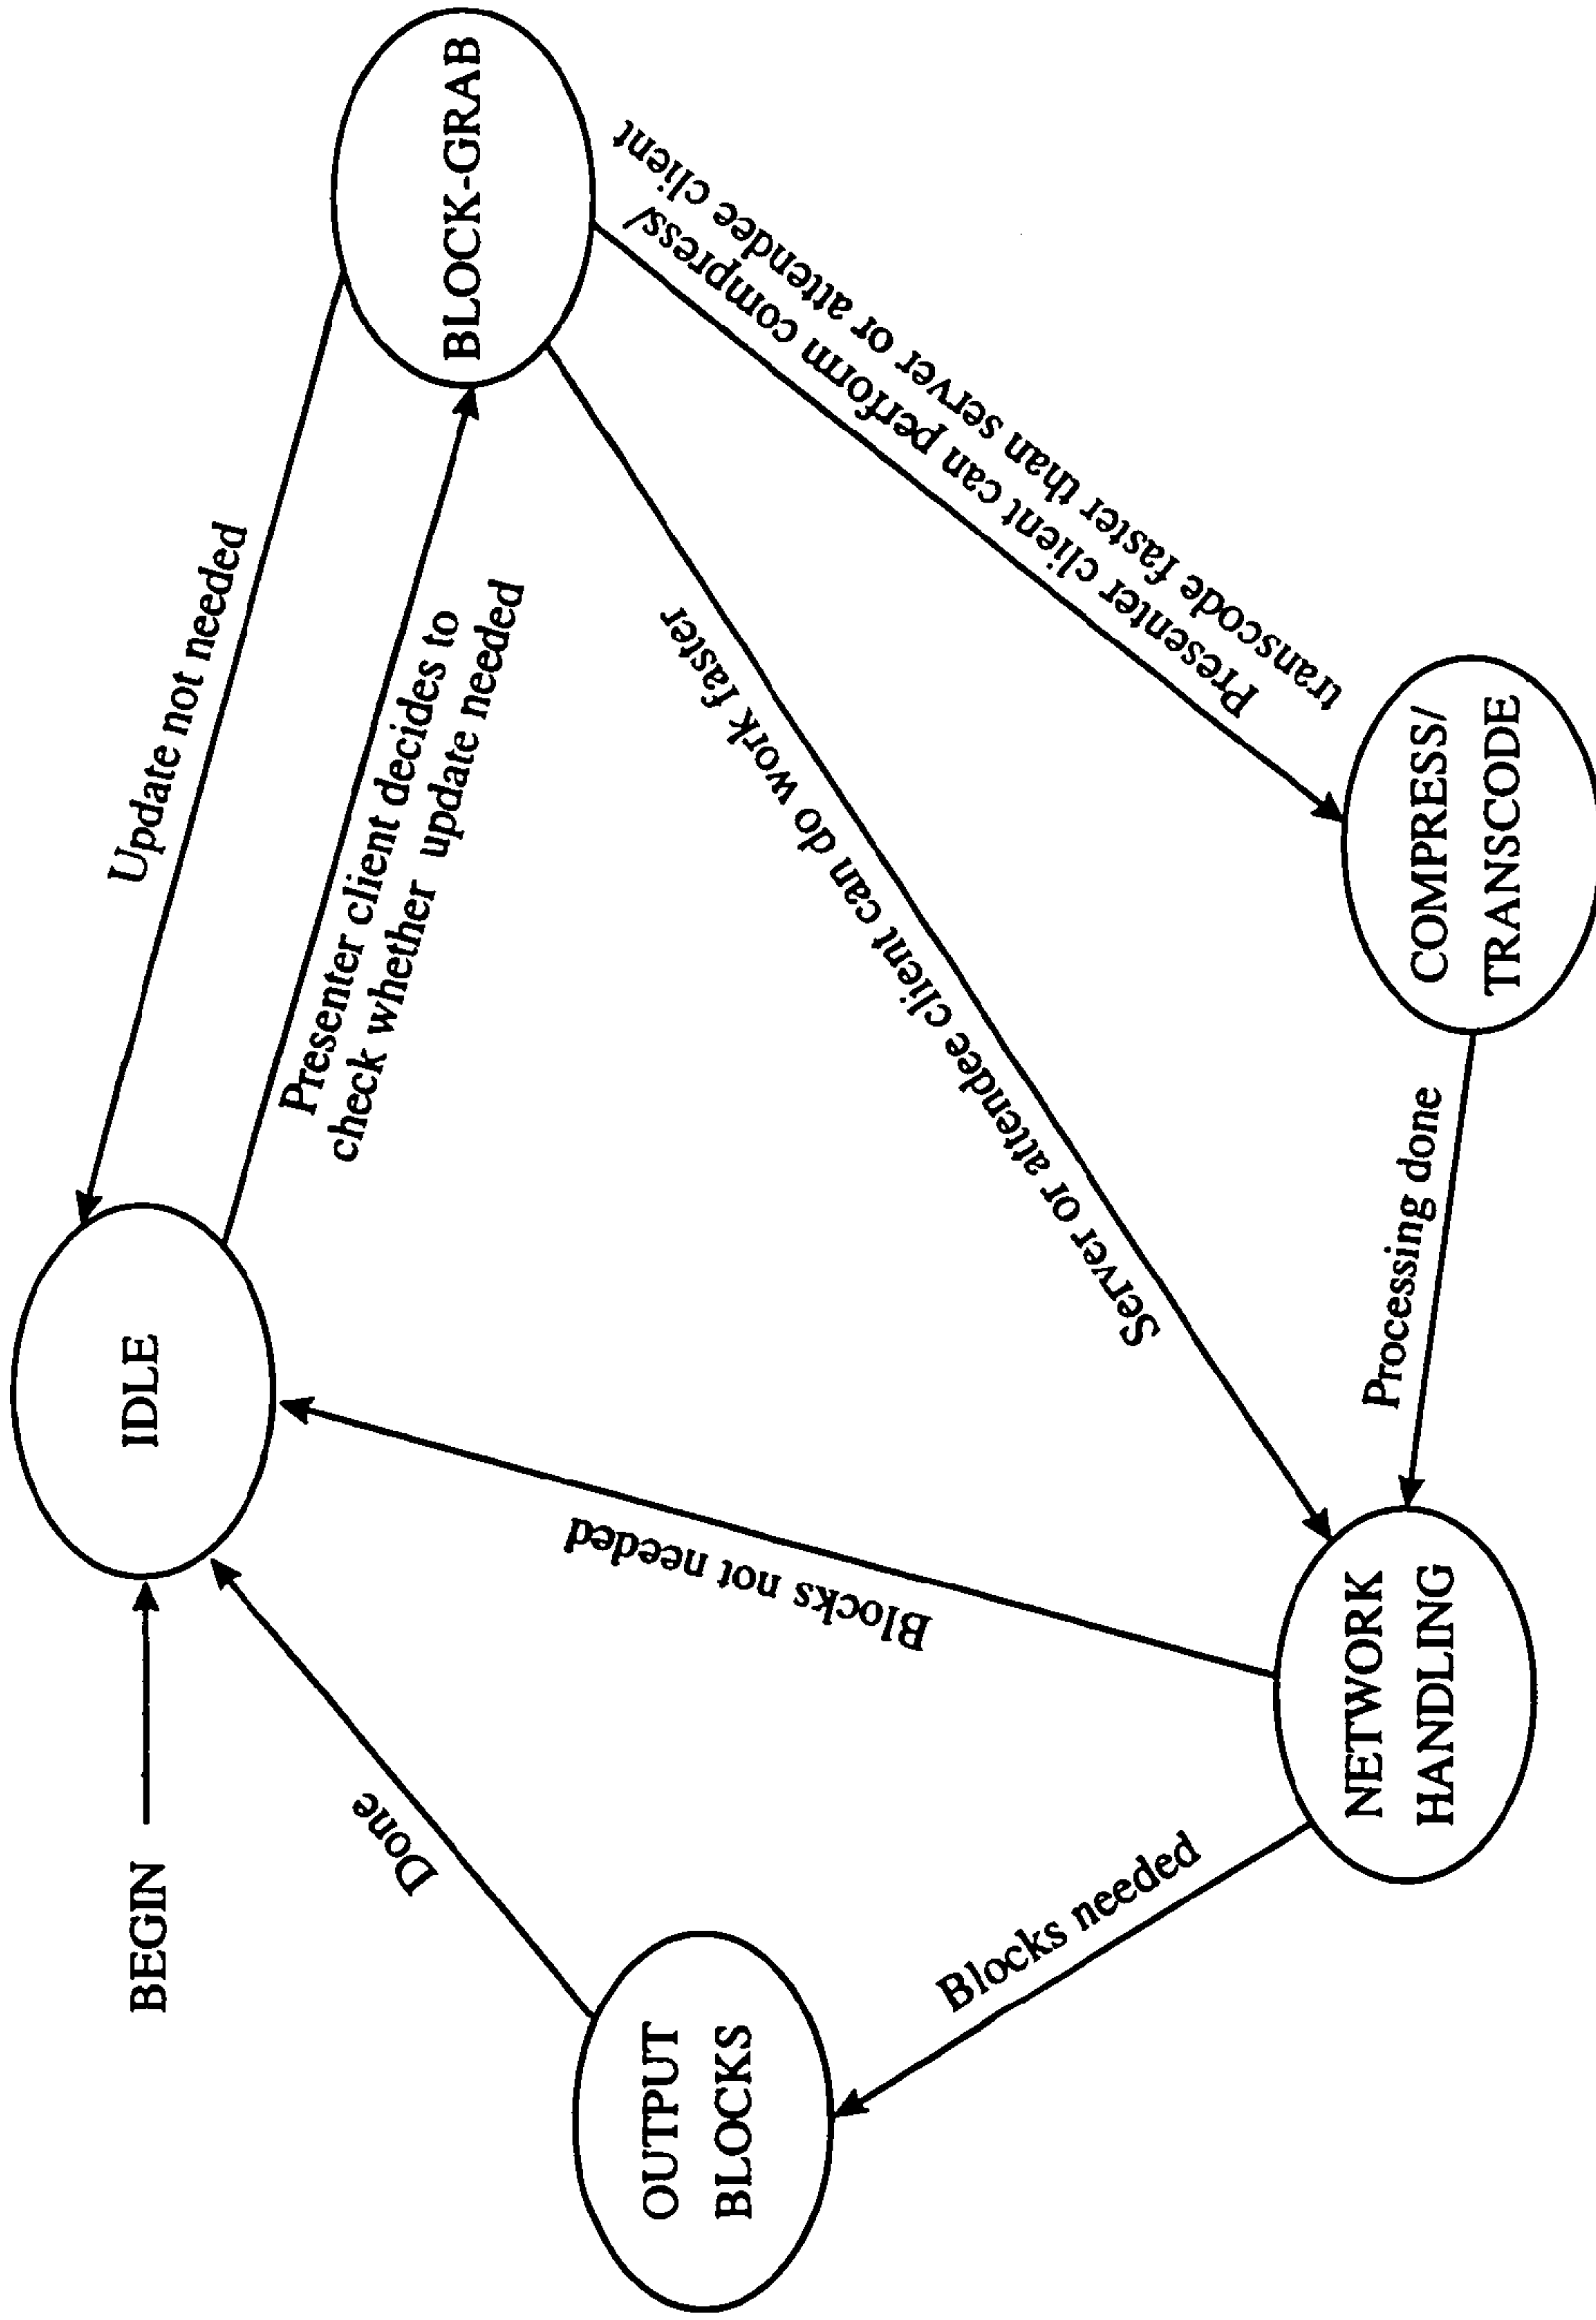 BEGIN
IDLE
Update not needed
Presenter client decides to
check whether update needed
BLOCK-GRAB
Done
Blocks not needed
Server or attendee client can do work faster
Presenter client can perform compress/
transcode faster than server or attendee client
OUTPUT
BLOCKS
Blocks needed
NETWORK
HANDLING
Processing done
COMPRESS/
TRANSCODE